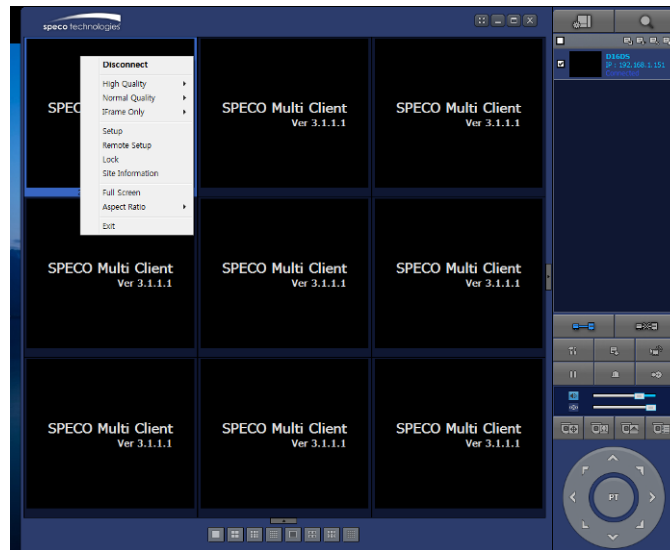 speco technologies
Disconnect
High Quality
Normal Quality
IFrame Only
Setup
Remote Setup
Lock
Site Information
Full Screen
Aspect Ratio
Exit
SPEC
SPECO Multi Client
Ver 3.1.1.1
SPECO Multi Client
Ver 3.1.1.1
SPECO Multi Client
Ver 3.1.1.1
SPECO Multi Client
Ver 3.1.1.1
SPECO Multi Client
Ver 3.1.1.1
SPECO Multi Client
Ver 3.1.1.1
SPECO Multi Client
Ver 3.1.1.1
SPECO Multi Client
Ver 3.1.1.1
D16DS
IP : 192.168.1.151
Connected
PT